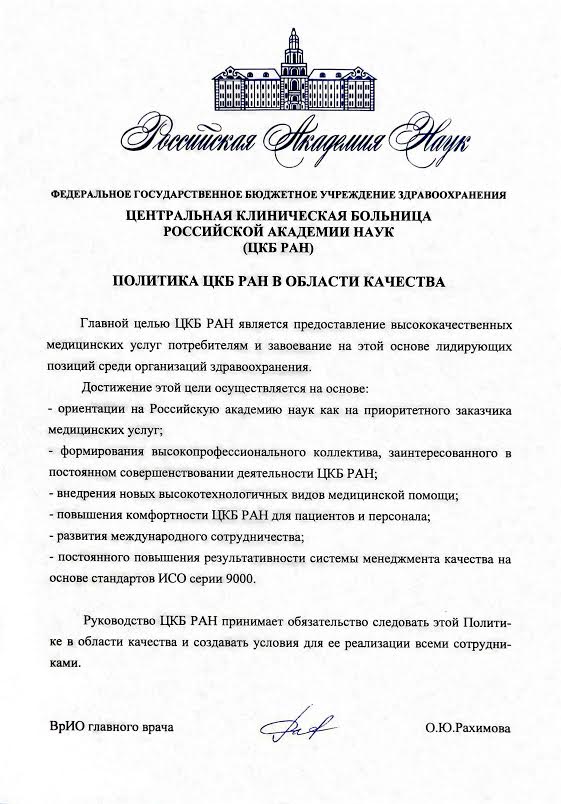 Российская Академия Наук
ФЕДЕРАЛЬНОЕ ГОСУДАРСТВЕННОЕ БЮДЖЕТНОЕ УЧРЕЖДЕНИЕ ЗДРАВООХРАНЕНИЯ
ЦЕНТРАЛЬНАЯ КЛИНИЧЕСКАЯ БОЛЬНИЦА
РОССИЙСКОЙ АКАДЕМИИ НАУК
(ЦКБ РАН)
ПОЛИТИКА ЦКБ РАН В ОБЛАСТИ КАЧЕСТВА
Главной целью ЦКБ РАН является предоставление высококачественных
медицинских услуг потребителям и завоевание на этой основе лидирующих
позиций среди организаций здравоохранения.
Достижение этой цели осуществляется на основе:
- ориентации на Российскую академию наук как на приоритетного заказчика
медицинских услуг;
- формирования высокопрофессионального коллектива, заинтересованного в
постоянном совершенствовании деятельности ЦКБ РАН;
- внедрения новых высокотехнологичных видов медицинской помощи;
- повышения комфортности ЦКБ РАН для пациентов и персонала;
- развития международного сотрудничества;
- постоянного повышения результативности системы менеджмента качества на
основе стандартов ИСО серии 9000.
Руководство ЦКБ РАН принимает обязательство следовать этой Полити-
ке в области качества и создавать условия для ее реализации всеми сотрудни-
ками.
ВрИО главного врача О.Ю.Рахимова